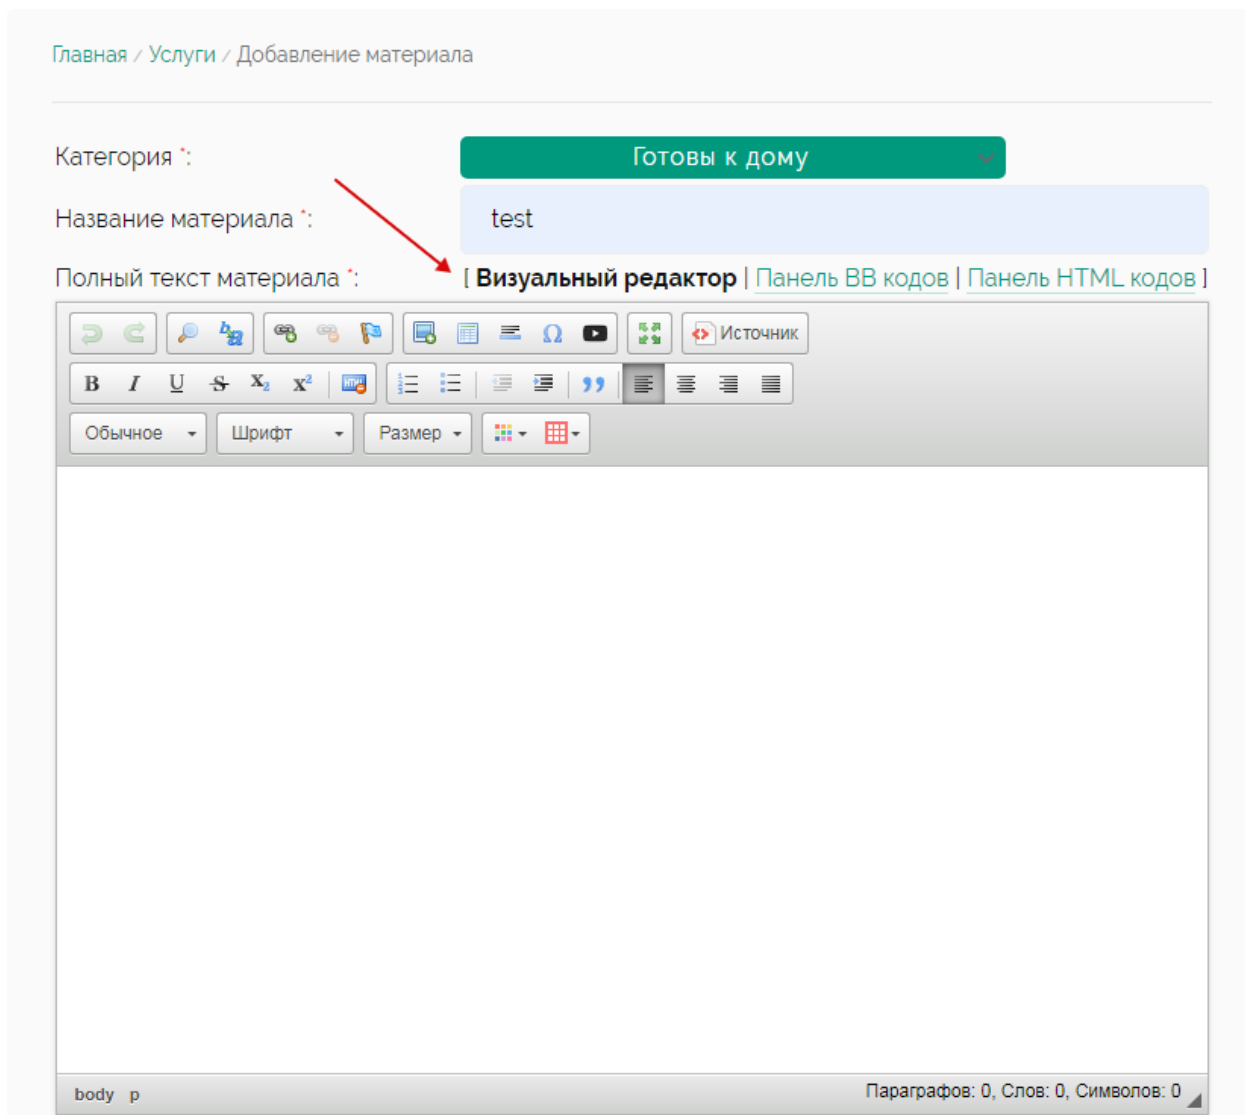 Главная / Услуги / Добавление материала
Категория *: Готовы к дому
Название материала *: test
Полный текст материала *: [ Визуальный редактор | Панель BB кодов | Панель HTML кодов ]
Источник
B I U S X₂ x²
Обычное Шрифт Размер
body p Параграфов: 0, Слов: 0, Символов: 0